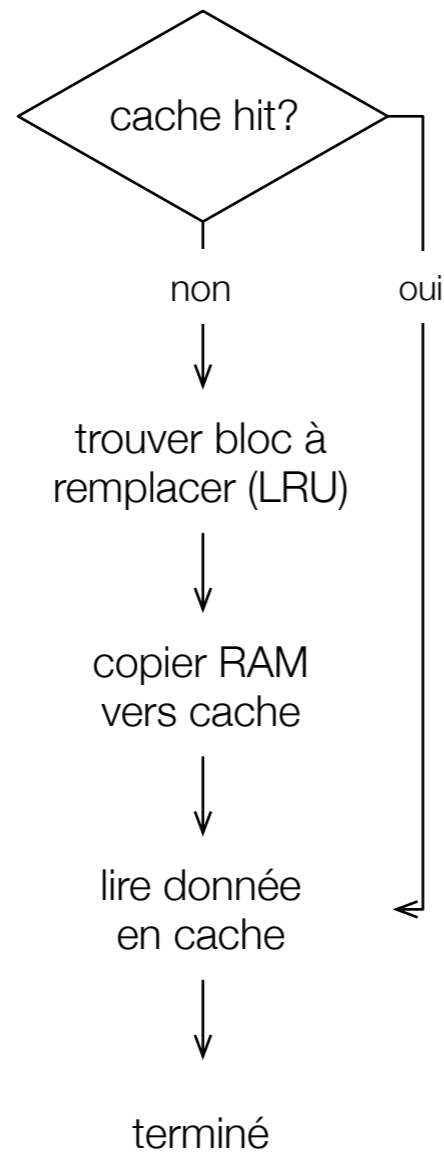 cache hit?
non
oui
trouver bloc à
remplacer (LRU)
copier RAM
vers cache
lire donnée
en cache
terminé